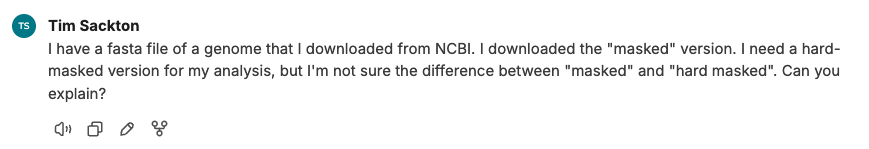 TS
Tim Sackton
I have a fasta file of a genome that I downloaded from NCBI. I downloaded the "masked" version. I need a hard-
masked version for my analysis, but I'm not sure the difference between "masked" and "hard masked". Can you
explain?